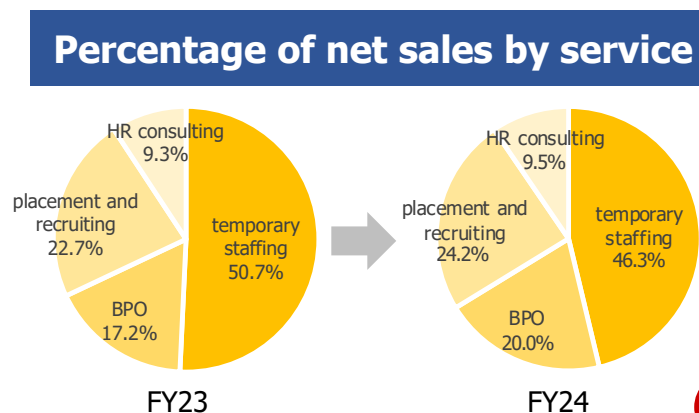 Percentage of net sales by service
HR consulting
9.3%
placement and
recruiting
22.7%
temporary
staffing
50.7%
BPO
17.2%
FY23
HR consulting
9.5%
placement and
recruiting
24.2%
temporary
staffing
46.3%
BPO
20.0%
FY24